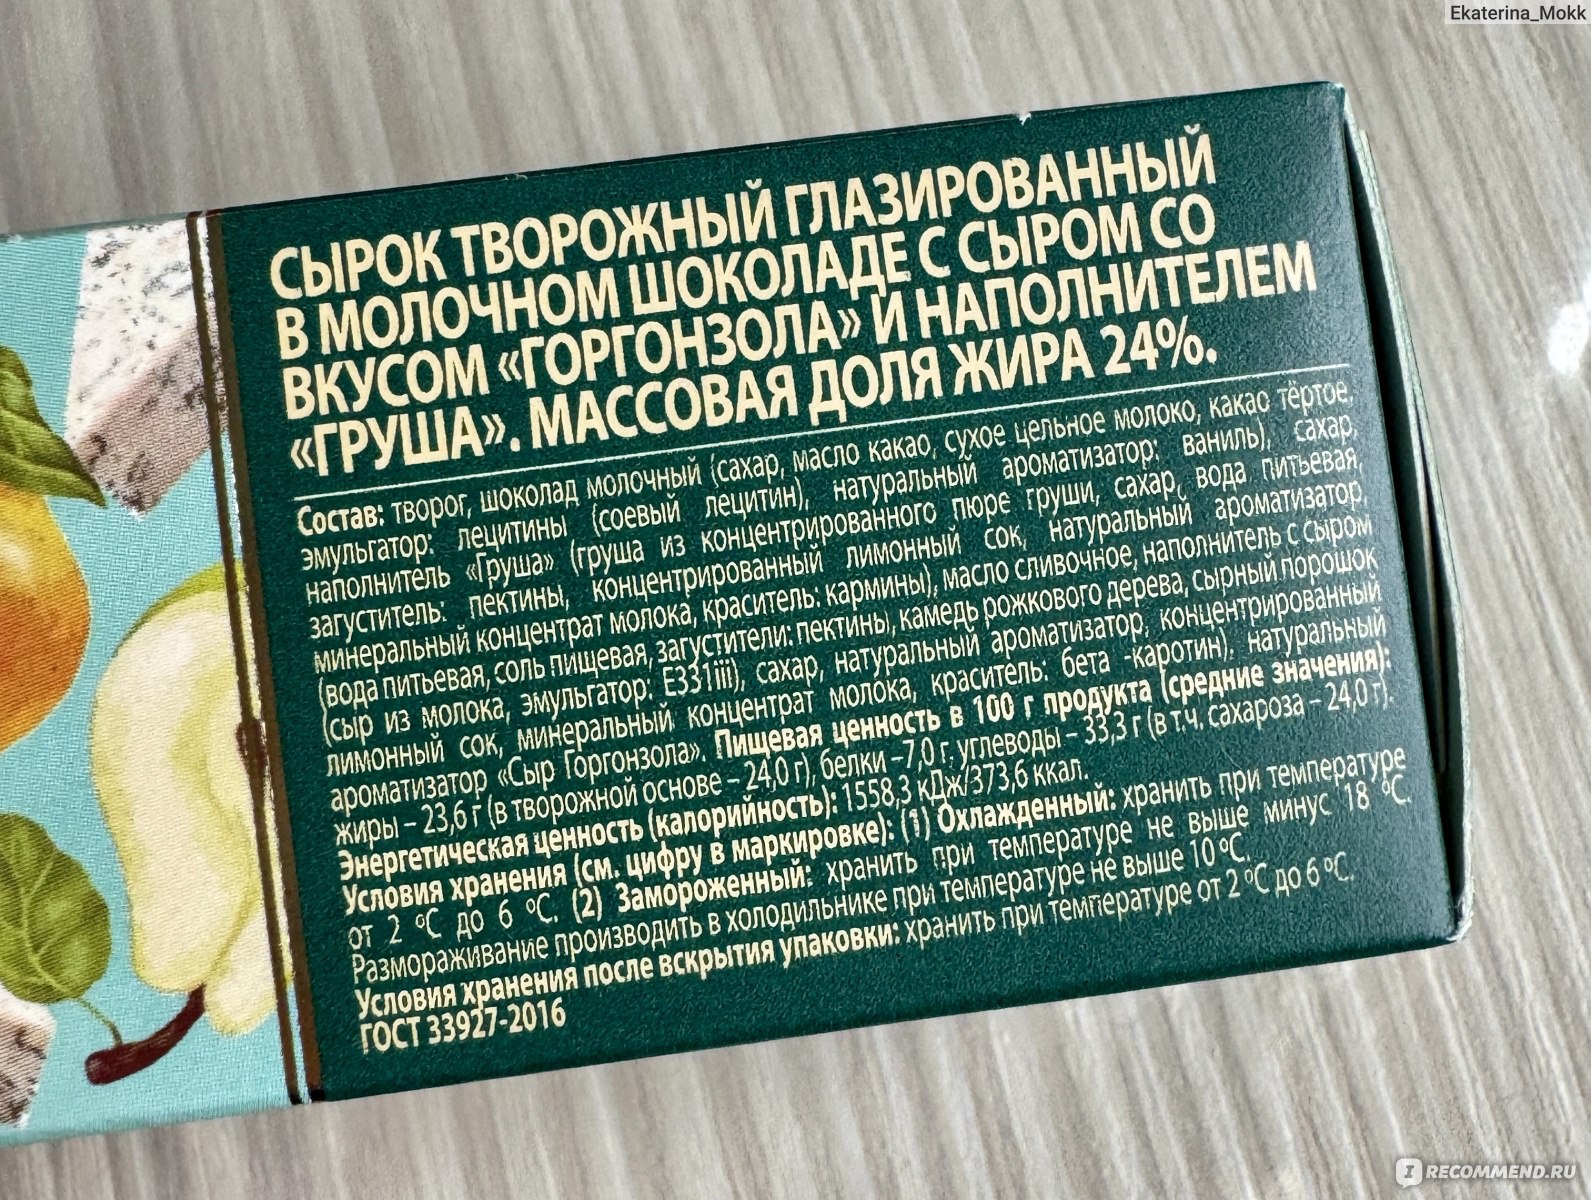 Ekaterina_Mokk
СЫРОК ТВОРОЖНЫЙ ГЛАЗИРОВАННЫЙ
В МОЛОЧНОМ ШОКОЛАДЕ С СЫРОМ СО
ВКУСОМ «ГОРГОНЗОЛА» И НАПОЛНИТЕЛЕМ
«ГРУША». МАССОВАЯ ДОЛЯ ЖИРА 24%.
Состав: творог, шоколад молочный (сахар, масло какао, сухое цельное молоко, какао тёртое,
эмульгатор: лецитины (соевый лецитин), натуральный ароматизатор: ваниль), сахар,
наполнитель «Груша» (груша из концентрированного пюре груши, сахар, вода питьевая,
загуститель: пектины, концентрированный лимонный сок, натуральный ароматизатор,
минеральный концентрат молока, краситель: кармины), масло сливочное, наполнитель с сыром
(вода питьевая, соль пищевая, загустители: пектины, камедь рожкового дерева, сырный порошок
(сыр из молока, эмульгатор: Е331iii), сахар, натуральный ароматизатор, концентрированный
лимонный сок, минеральный концентрат молока, краситель: бета -каротин), натуральный
ароматизатор «Сыр Горгонзола». Пищевая ценность в 100 г продукта (средние значения):
жиры – 23,6 г (в творожной основе – 24,0 г), белки –7,0 г, углеводы – 33,3 г (в т.ч. сахароза – 24,0 г).
Энергетическая ценность (калорийность): 1558,3 кДж/373,6 ккал.
Условия хранения (см. цифру в маркировке): (1) Охлажденный: хранить при температуре
от 2 °С до 6 °С. (2) Замороженный: хранить при температуре не выше минус 18 °С.
Размораживание производить в холодильнике при температуре не выше 10 °С.
Условия хранения после вскрытия упаковки: хранить при температуре от 2 °С до 6 °С.
ГОСТ 33927-2016
IRECOMMEND.RU